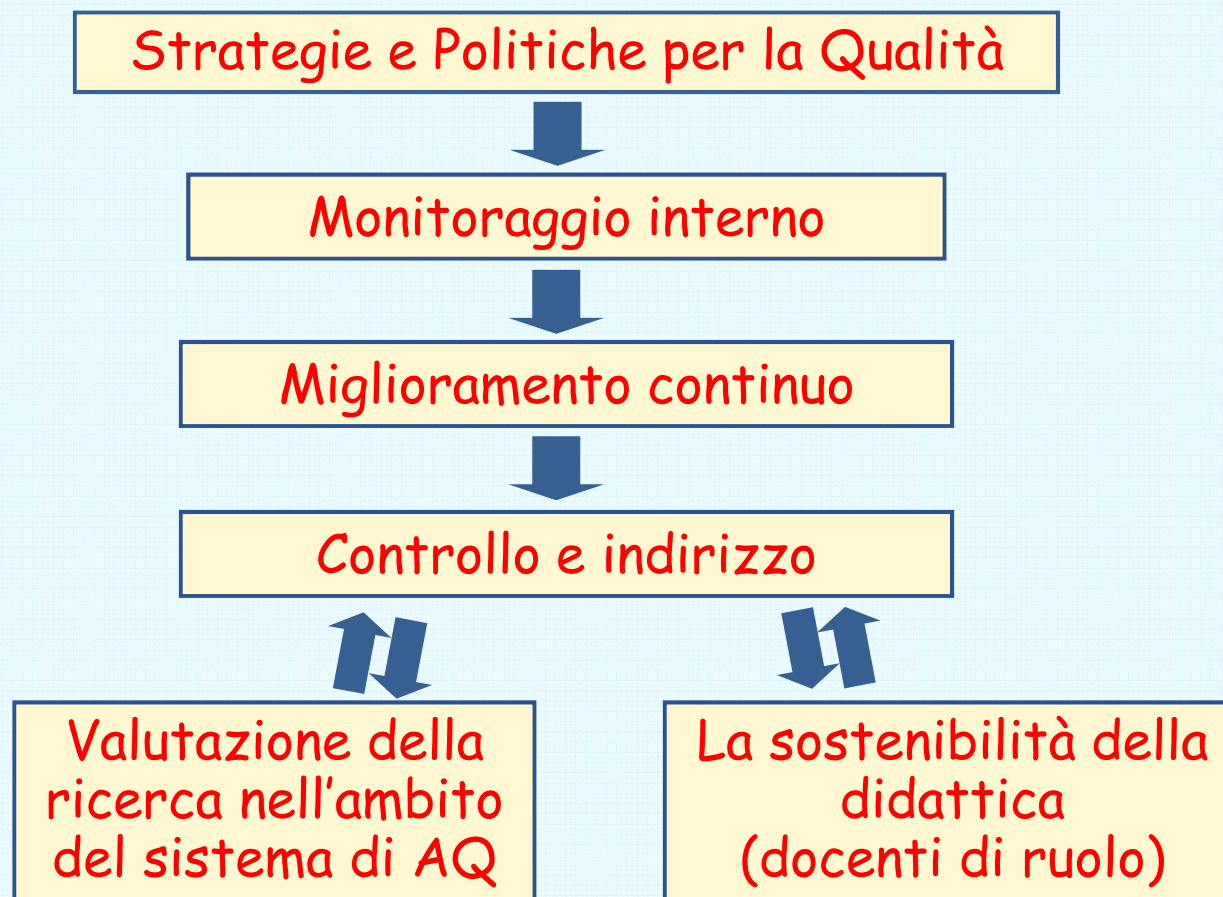 Strategie e Politiche per la Qualità
Monitoraggio interno
Miglioramento continuo
Controllo e indirizzo
Valutazione della
ricerca nell'ambito
del sistema di AQ
La sostenibilità della
didattica
(docenti di ruolo)